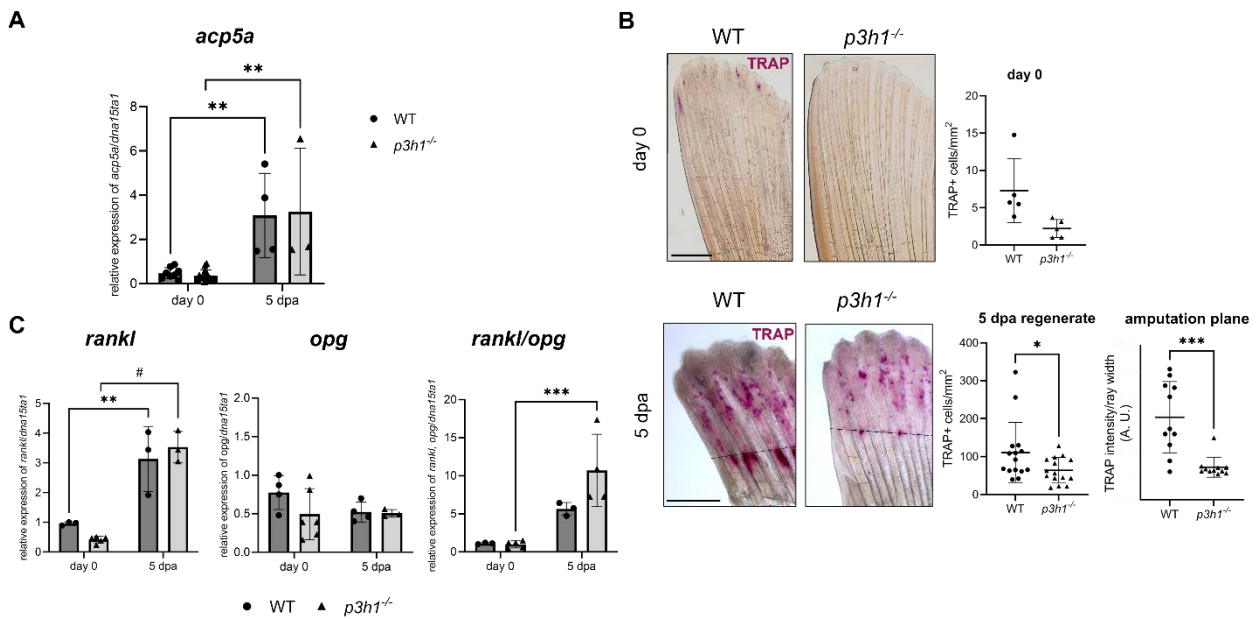 A
acp5a
relative expression of acp5a/dna15ta1
8
6
4
2
0
**
**
day 0
5 dpa
WT
p3h1-/-
B
WT
p3h1-/-
day 0
TRAP
day 0
TRAP+ cells/mm2
20
15
10
5
0
WT
p3h1-/-
WT
p3h1-/-
5 dpa
TRAP
5 dpa regenerate
TRAP+ cells/mm2
400
300
200
100
0
*
WT
p3h1-/-
amputation plane
TRAP intensity/ray width
(A. U.)
***
WT
p3h1-/-
C
rankl
relative expression of rankl/dna15ta1
5
4
3
2
1
0
**
#
day 0
5 dpa
opg
relative expression of opg/dna15ta1
2.0
1.5
1.0
0.5
0.0
day 0
5 dpa
rankl/opg
relative expression of rankl, opg/dna15ta1
20
15
10
5
0
***
day 0
5 dpa
WT
p3h1-/-